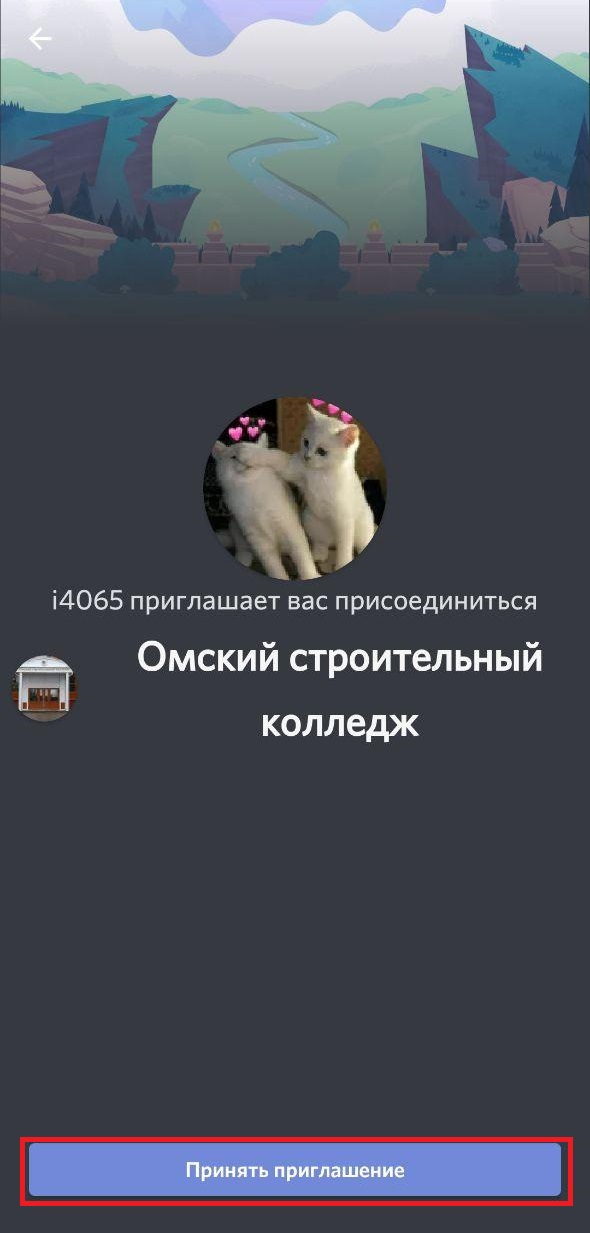 i4065 приглашает вас присоединиться
Омский строительный
колледж
Принять приглашение